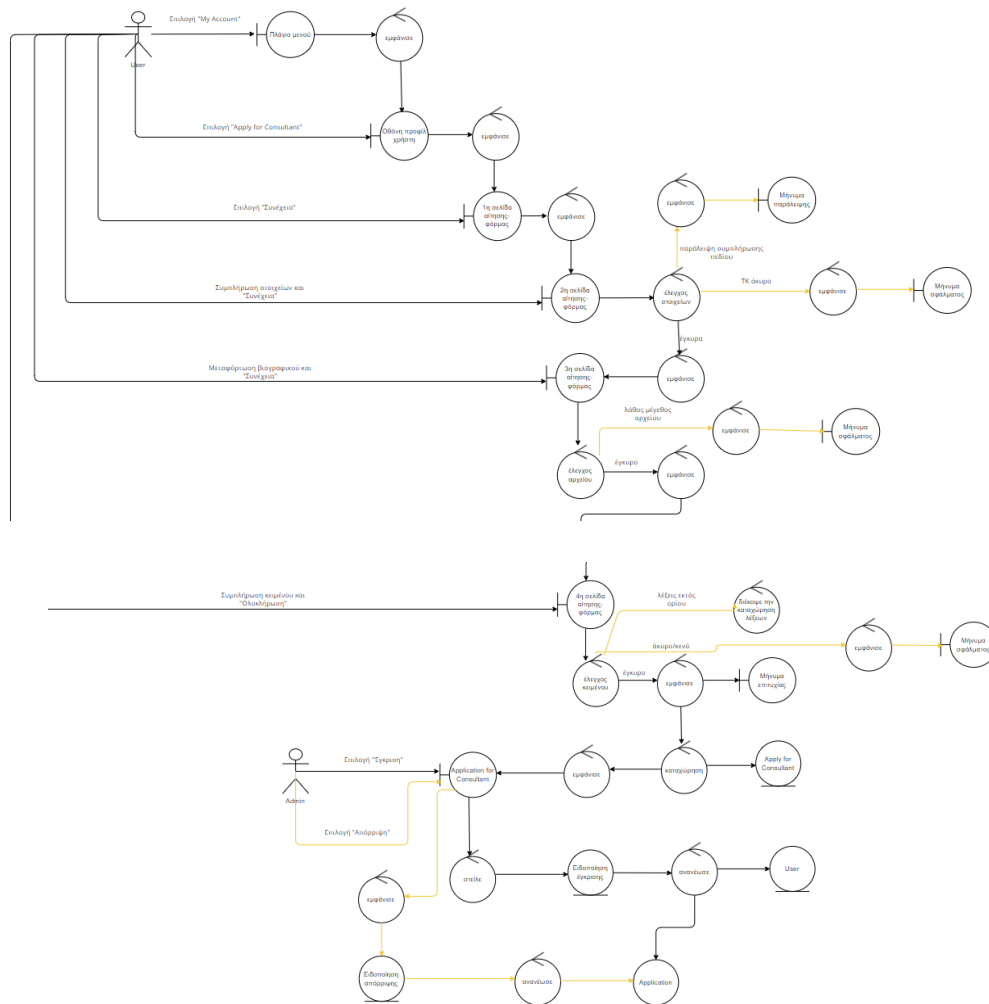 Επιλογή "My Account"
Πλάγιο μενού
εμφάνισε
User
Επιλογή "Apply for Consultant"
Οθόνη προφίλ
χρήστη
εμφάνισε
Επιλογή "Συνέχεια"
1η σελίδα
αίτησης-
φόρμας
εμφάνισε
εμφάνισε
Μήνυμα
παράλειψης
παράλειψη συμπλήρωσης
πεδίου
Συμπλήρωση στοιχείων και
"Συνέχεια"
2η σελίδα
αίτησης-
φόρμας
έλεγχος
στοιχείων
ΤΚ άκυρο
εμφάνισε
Μήνυμα
σφάλματος
έγκυρα
Μεταφόρτωση βιογραφικού και
"Συνέχεια"
3η σελίδα
αίτησης-
φόρμας
εμφάνισε
λάθος μέγεθος
αρχείου
εμφάνισε
Μήνυμα
σφάλματος
έλεγχος
αρχείου
έγκυρο
εμφάνισε
Συμπλήρωση κειμένου και
"Ολοκλήρωση"
4η σελίδα
αίτησης-
φόρμας
λέξεις εκτός
ορίου
διέκοψε την
καταχώρηση
λέξεων
άκυρο/κενό
εμφάνισε
Μήνυμα
σφάλματος
έλεγχος
κειμένου
έγκυρο
εμφάνισε
Μήνυμα
επιτυχίας
Επιλογή "Έγκριση"
Admin
Application for
Consultant
εμφάνισε
καταχώρηση
Apply for
Consultant
Επιλογή "Απόρριψη"
στείλε
Ειδοποίηση
έγκρισης
ανανέωσε
User
εμφάνισε
Ειδοποίηση
απόρριψης
ανανέωσε
Application